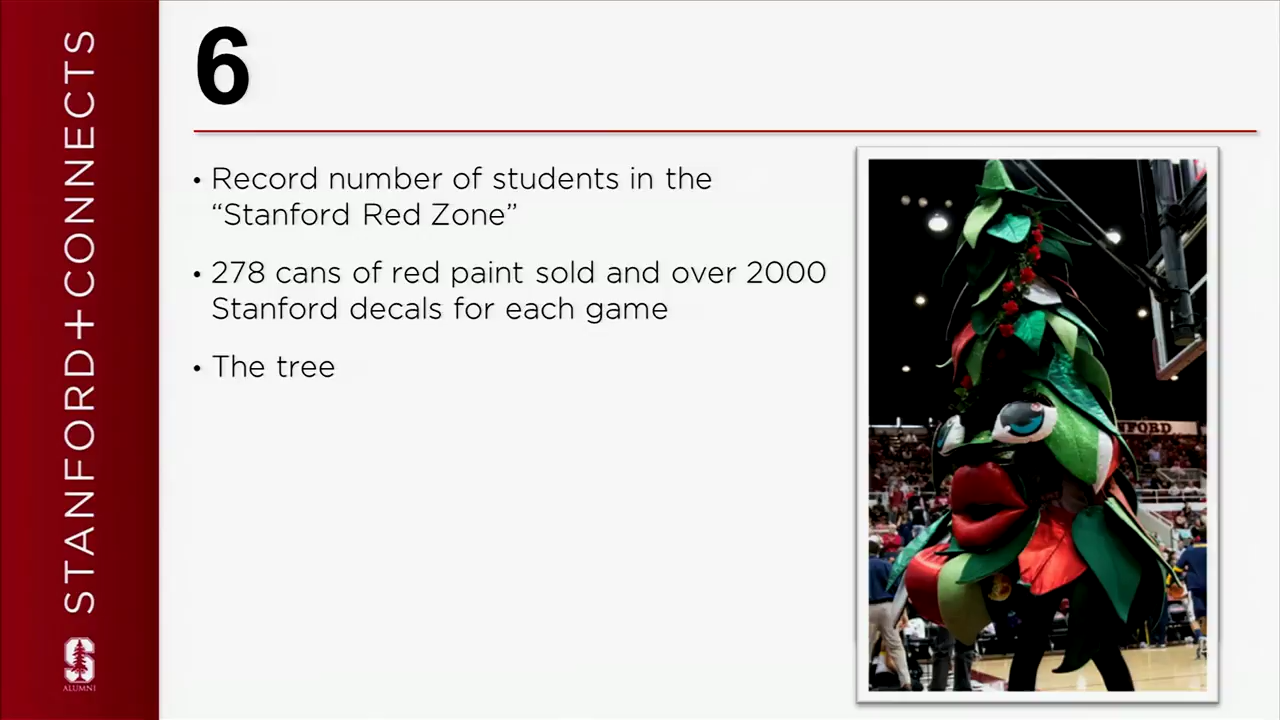 STANFORD+CONNECTS
S
ALUMNI
6
• Record number of students in the
“Stanford Red Zone”
• 278 cans of red paint sold and over 2000
Stanford decals for each game
• The tree
NFORD